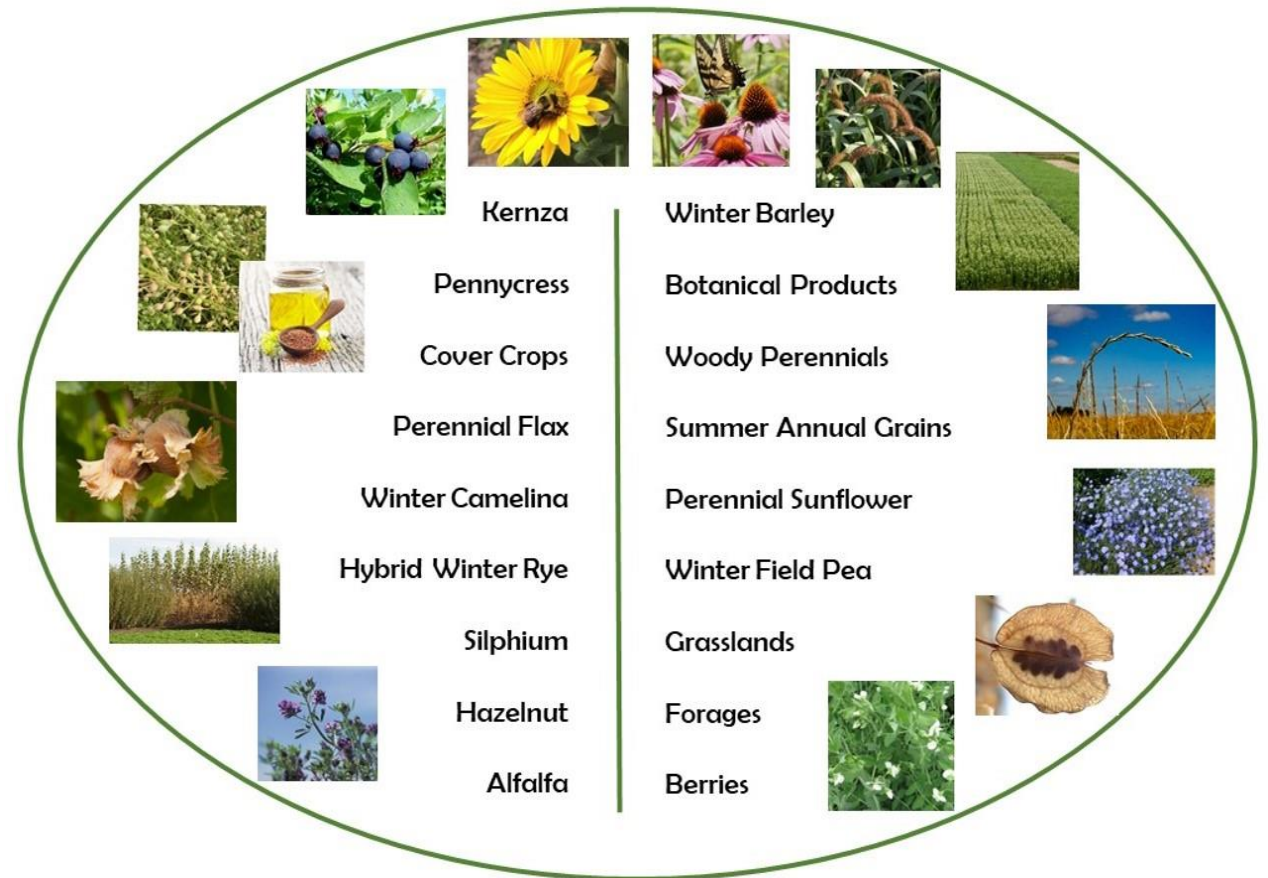 Kernza
Pennycress
Cover Crops
Perennial Flax
Winter Camelina
Hybrid Winter Rye
Silphium
Hazelnut
Alfalfa
Winter Barley
Botanical Products
Woody Perennials
Summer Annual Grains
Perennial Sunflower
Winter Field Pea
Grasslands
Forages
Berries